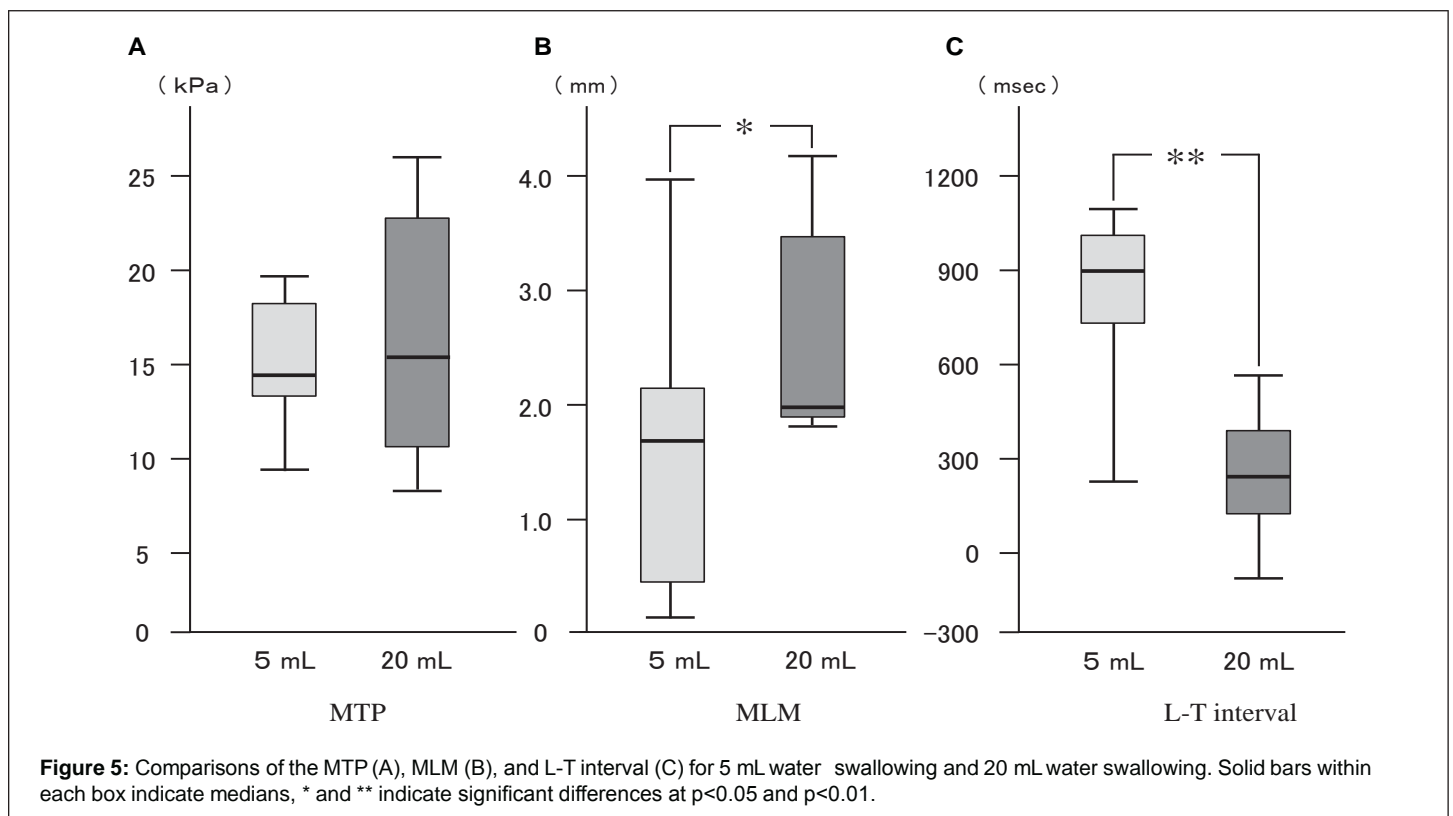 A
B
C
( kPa )
( mm )
( msec )
*
**
25
20
15
10
5
0
4.0
3.0
2.0
1.0
0
1200
900
600
300
0
-300
5 mL 20 mL
5 mL 20 mL
5 mL 20 mL
MTP
MLM
L-T interval
Figure 5: Comparisons of the MTP (A), MLM (B), and L-T interval (C) for 5 mL water swallowing and 20 mL water swallowing. Solid bars within
each box indicate medians, * and ** indicate significant differences at p<0.05 and p<0.01.